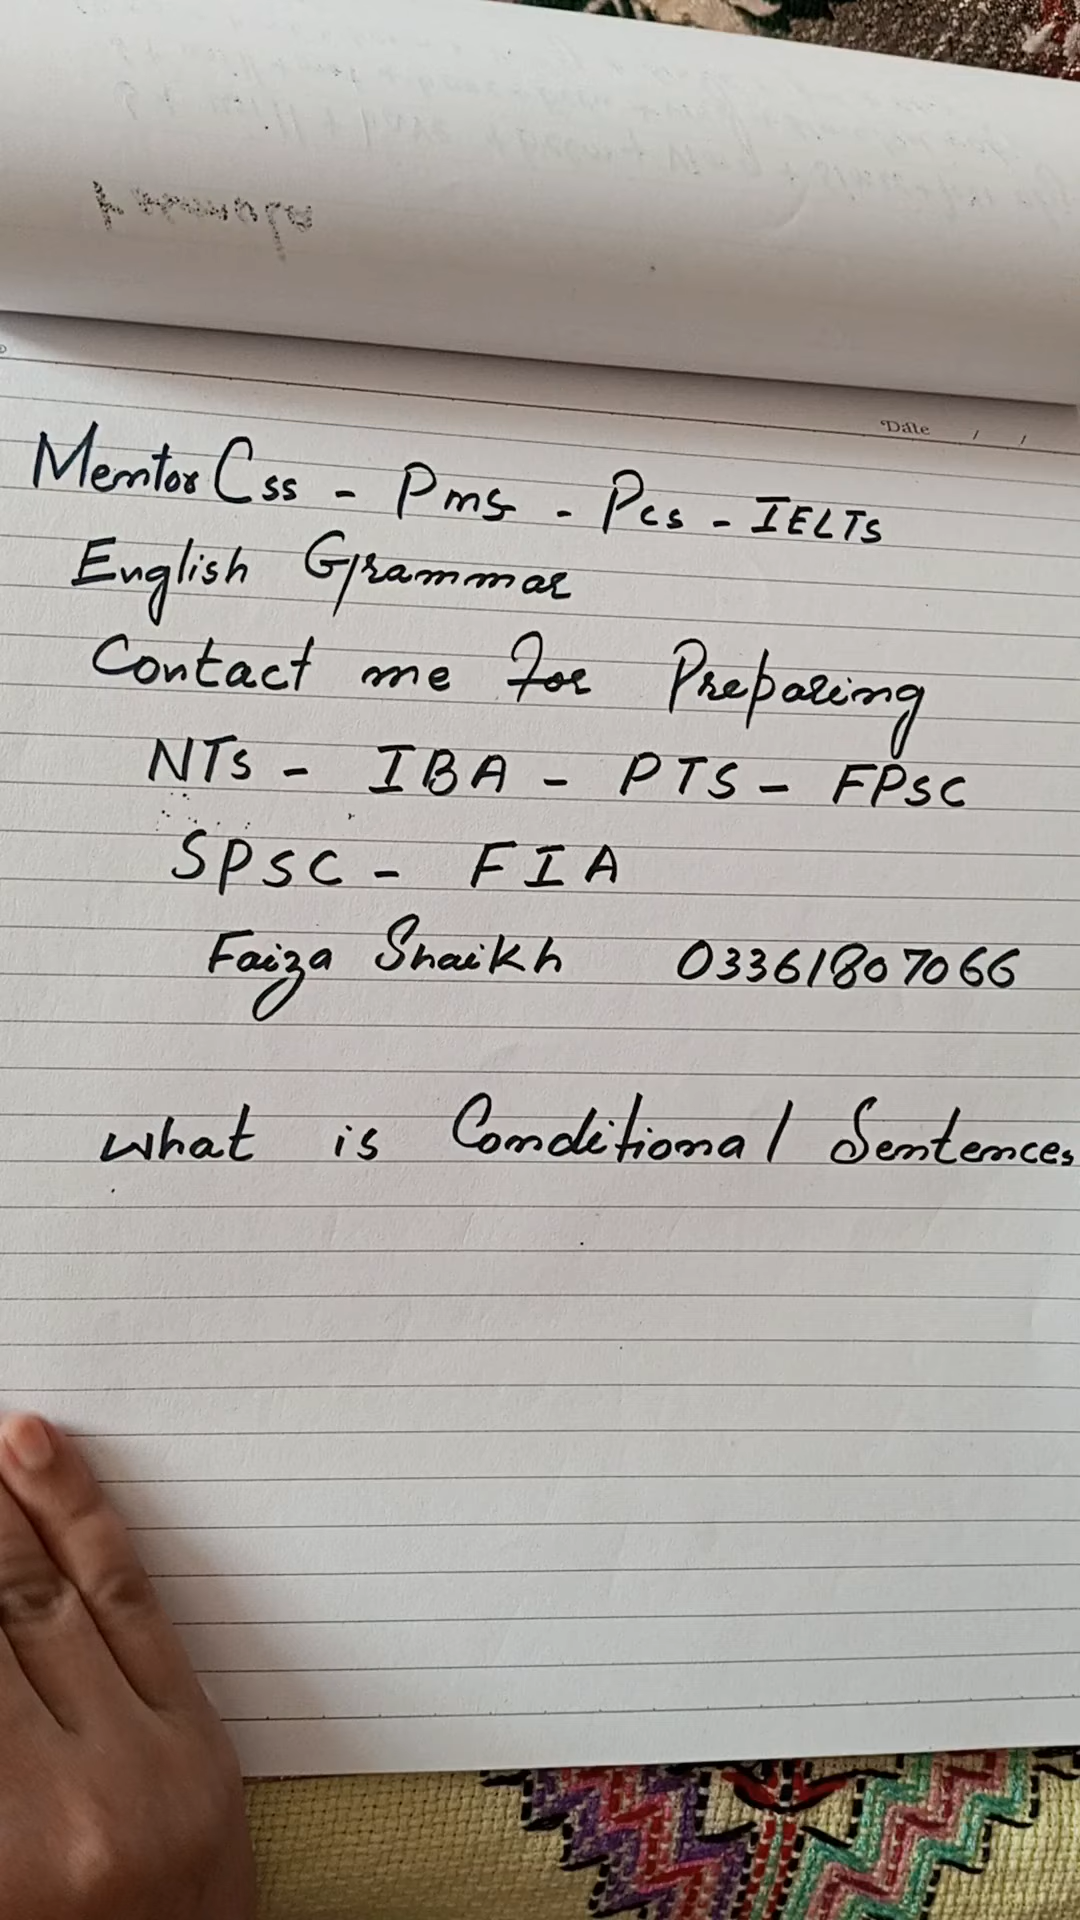 Date / /
Mentor Css - Pms - Pcs - IELTs
English Grammar
Contact me For Preparing
NTs - IBA - PTS - FPSC
SPSC - FIA
Faiza Shaikh 03361807066
what is Conditional Sentences